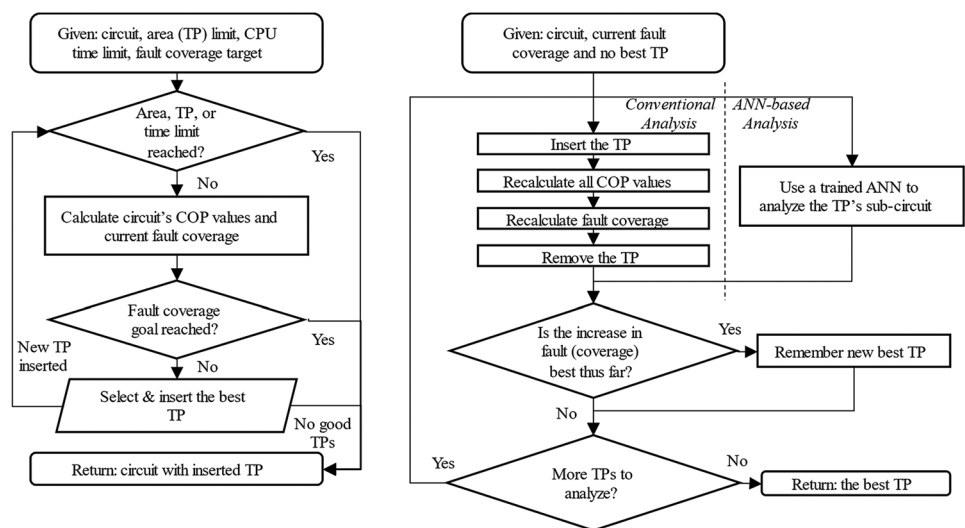 Given: circuit, area (TP) limit, CPU
time limit, fault coverage target
Area, TP, or
time limit
reached?
Yes
No
Calculate circuit's COP values and
current fault coverage
Fault coverage
goal reached?
Yes
New TP
inserted
No
Select & insert the best
TP
No good
TPs
Return: circuit with inserted TP
Given: circuit, current fault
coverage and no best TP
Conventional
Analysis
ANN-based
Analysis
Insert the TP
Recalculate all COP values
Recalculate fault coverage
Remove the TP
Use a trained ANN to
analyze the TP's sub-circuit
Is the increase in
fault (coverage)
best thus far?
Yes
Remember new best TP
No
More TPs to
analyze?
Yes
No
Return: the best TP